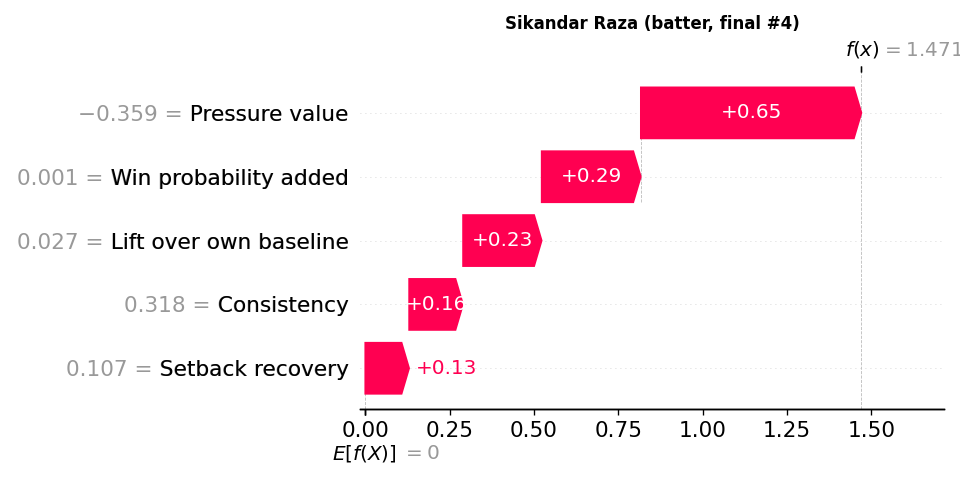 Sikandar Raza (batter, final #4)
f(x) = 1.471
−0.359 = Pressure value
+0.65
0.001 = Win probability added
+0.29
0.027 = Lift over own baseline
+0.23
0.318 = Consistency
+0.16
0.107 = Setback recovery
+0.13
0.00 0.25 0.50 0.75 1.00 1.25 1.50
E[f(X)] = 0